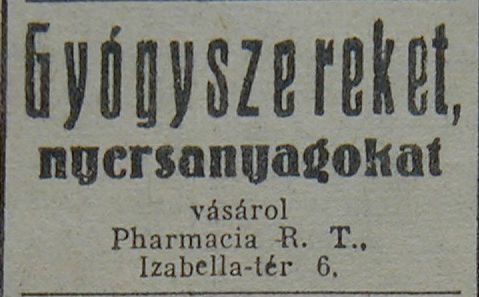 Gyógyszereket,
nyersanyagokat
vásárol
Pharmacia R. T.,
Izabella-tér 6.